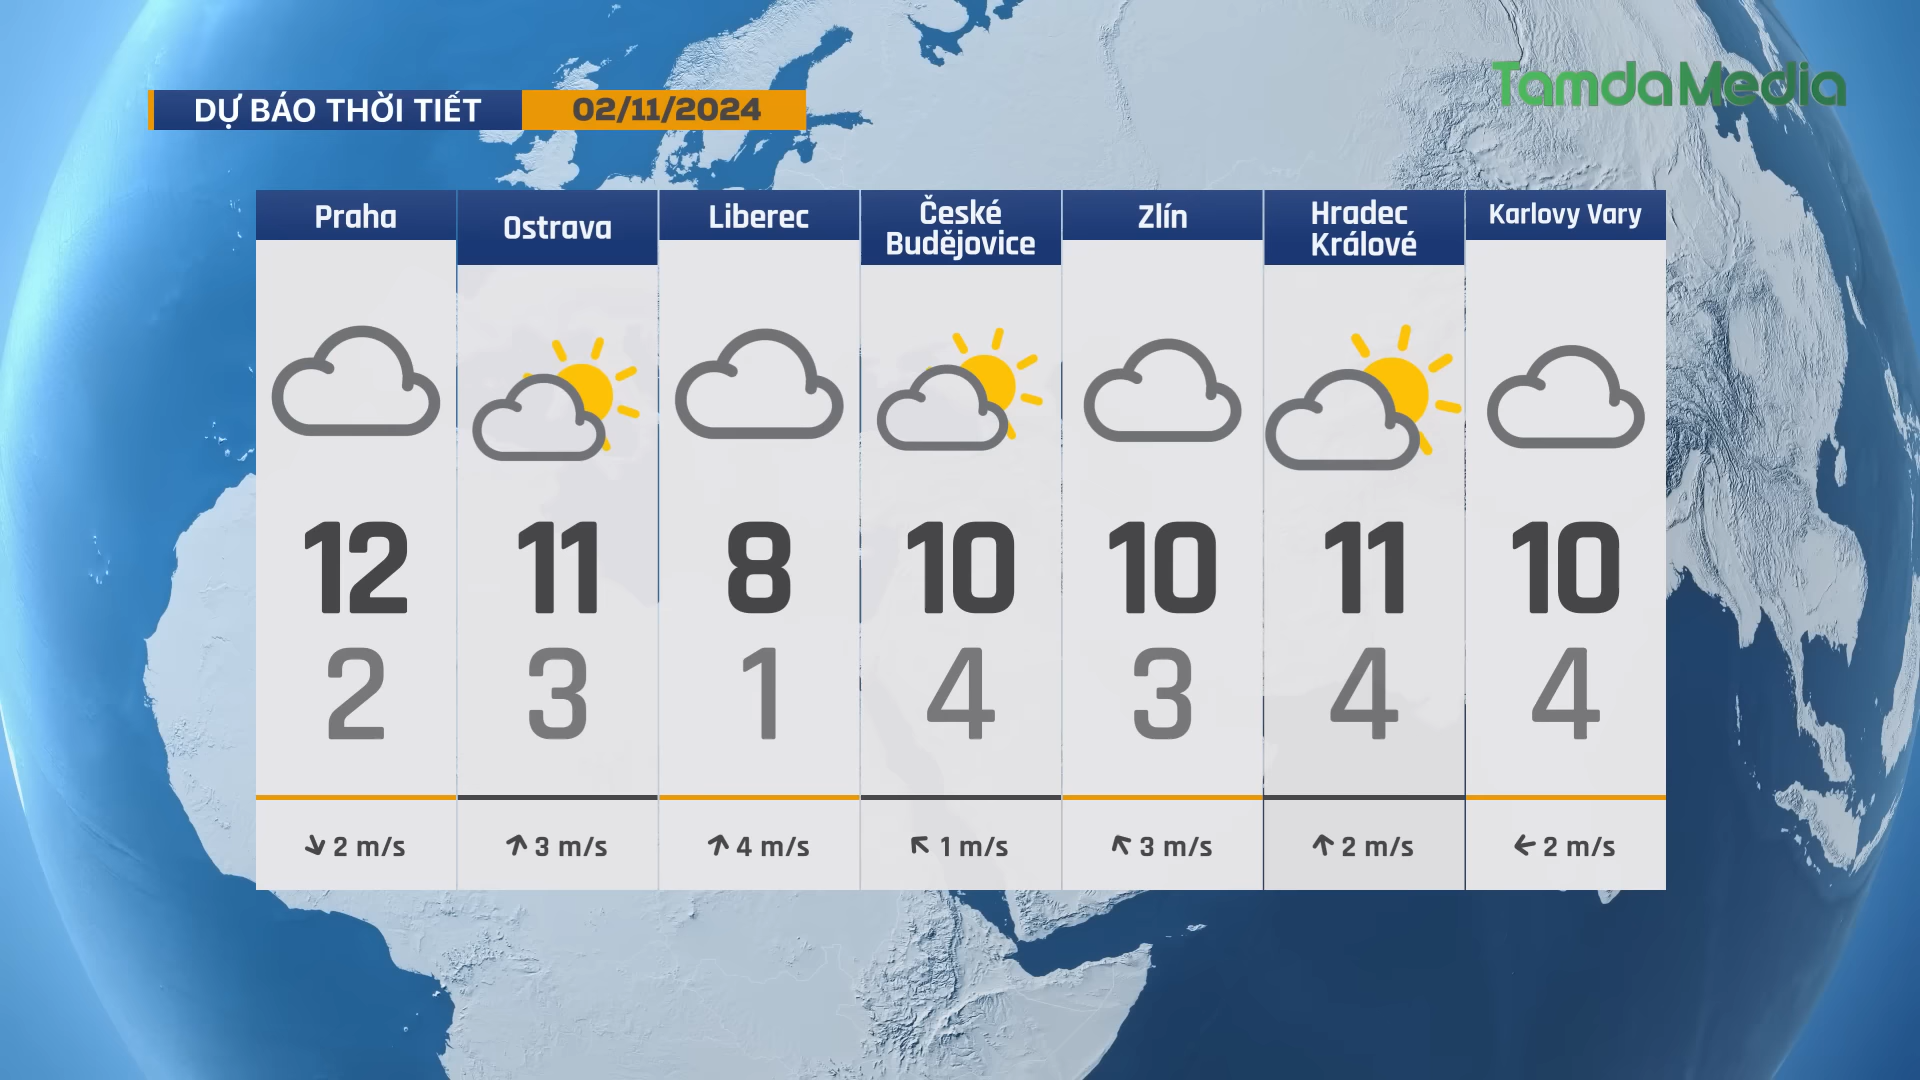 DỰ BÁO THỜI TIẾT 02/11/2024
TamdaMedia
Praha
Ostrava
Liberec
České
Budějovice
Zlín
Hradec
Králové
Karlovy Vary
12 11 8 10 10 11 10
2 3 1 4 3 4 4
2 m/s 3 m/s 4 m/s 1 m/s 3 m/s 2 m/s 2 m/s